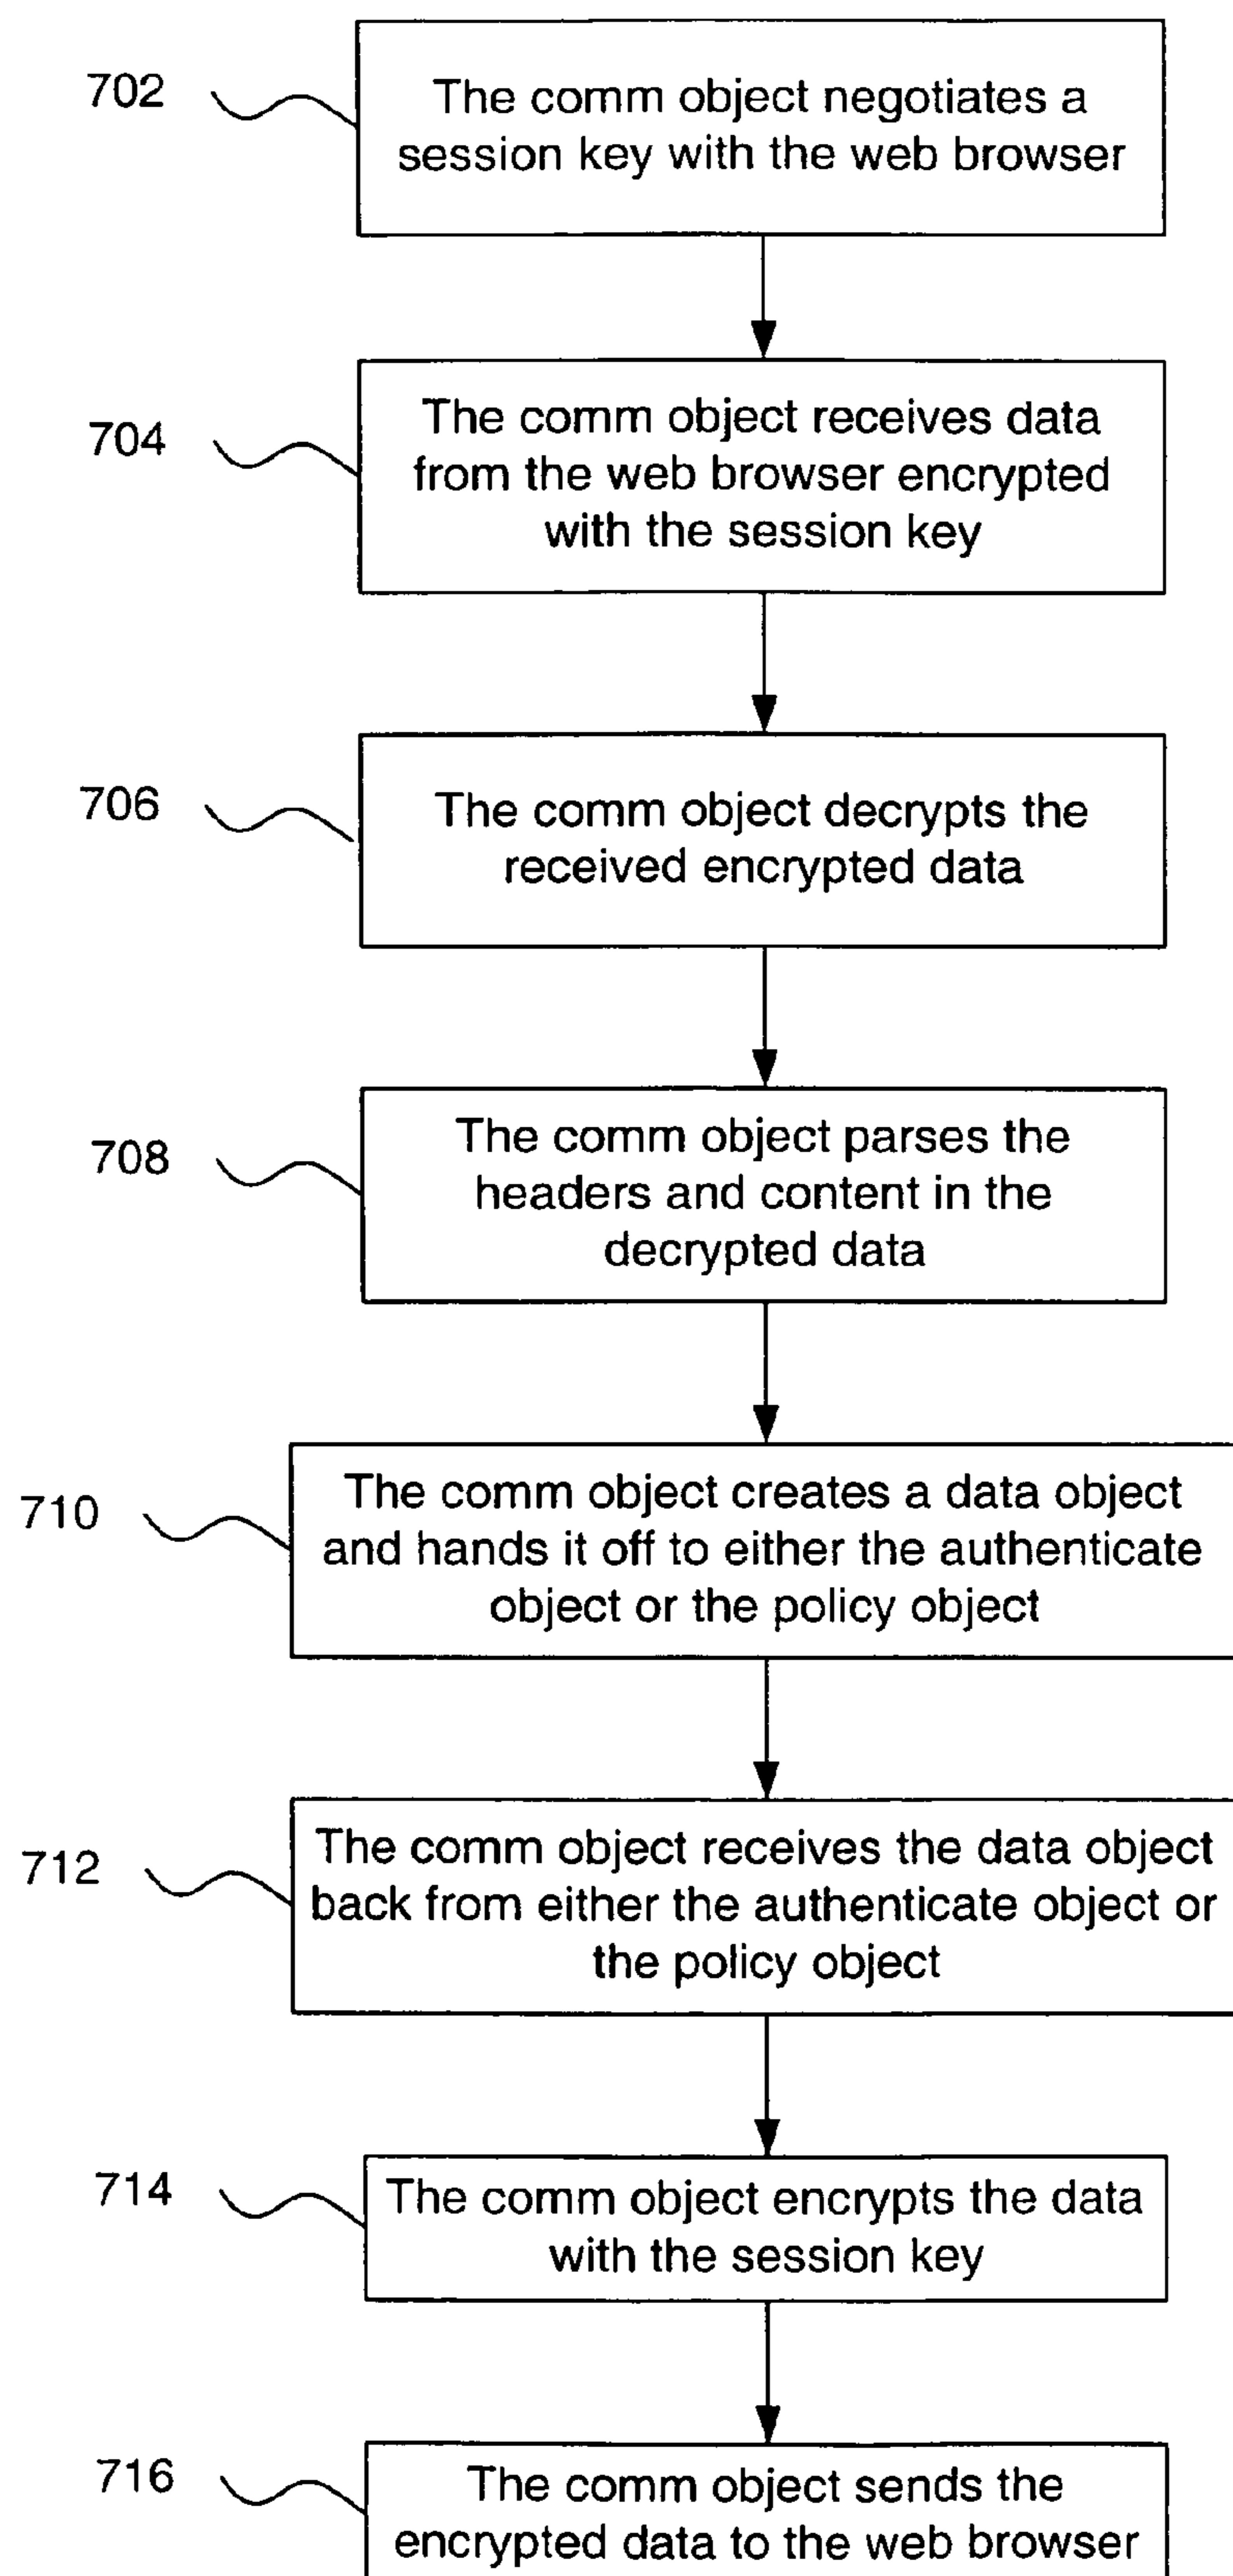 702
The comm object negotiates a
session key with the web browser
704
The comm object receives data
from the web browser encrypted
with the session key
706
The comm object decrypts the
received encrypted data
708
The comm object parses the
headers and content in the
decrypted data
710
The comm object creates a data object
and hands it off to either the authenticate
object or the policy object
712
The comm object receives the data object
back from either the authenticate object or
the policy object
714
The comm object encrypts the data
with the session key
716
The comm object sends the
encrypted data to the web browser